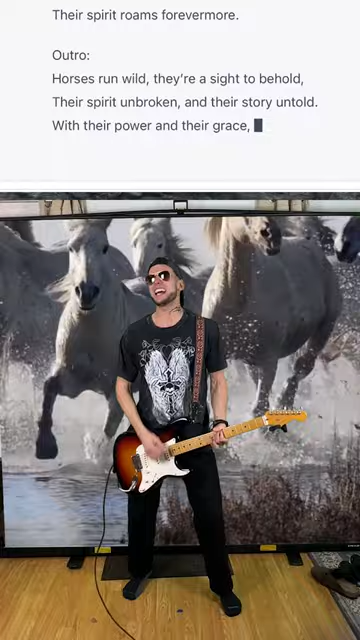 Their spirit roams forevermore.
Outro:
Horses run wild, they're a sight to behold,
Their spirit unbroken, and their story untold.
With their power and their grace,